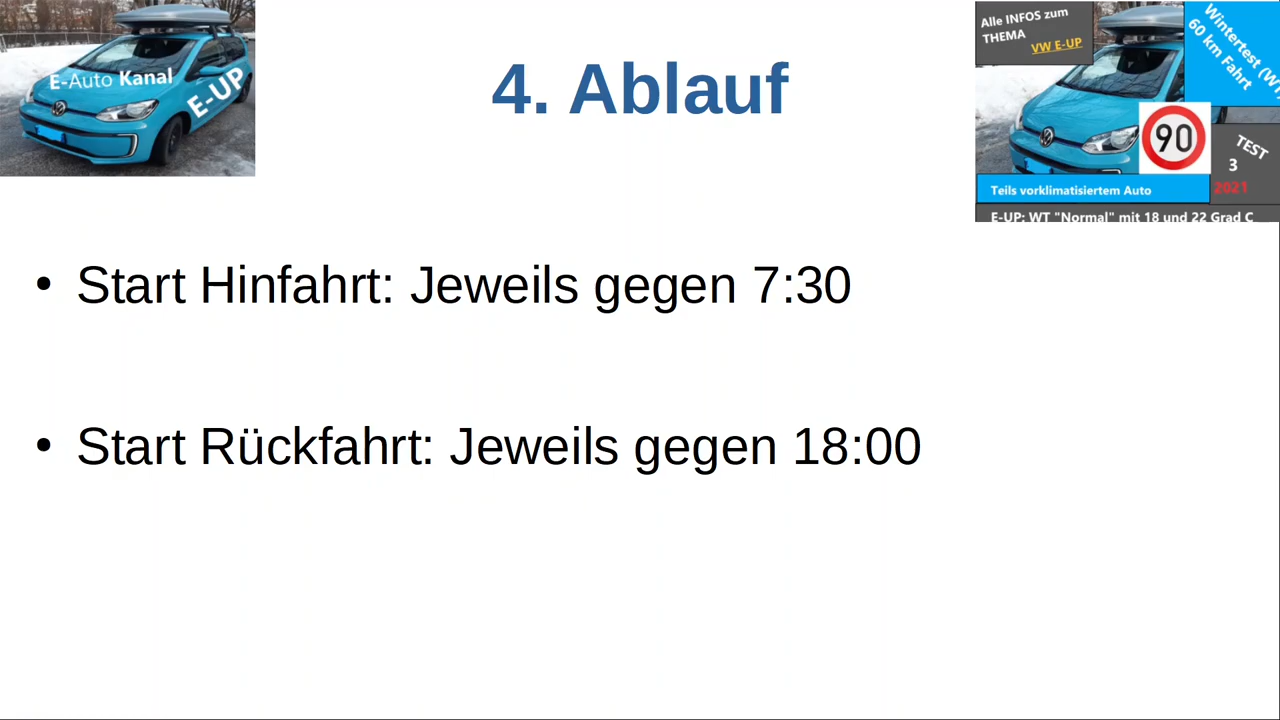 E-Auto Kanal
E-UP
4. Ablauf
Alle INFOS zum
THEMA
VW E-UP
Wintertest
60 km Fahrt
90
TEST
3
2021
Teils vorklimatisiertem Auto
E-UP: WT "Normal" mit 18 und 22 Grad C
• Start Hinfahrt: Jeweils gegen 7:30
• Start Rückfahrt: Jeweils gegen 18:00